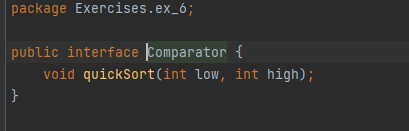 package Exercises.ex_6;
public interface Comparator {
void quickSort(int low, int high);
}